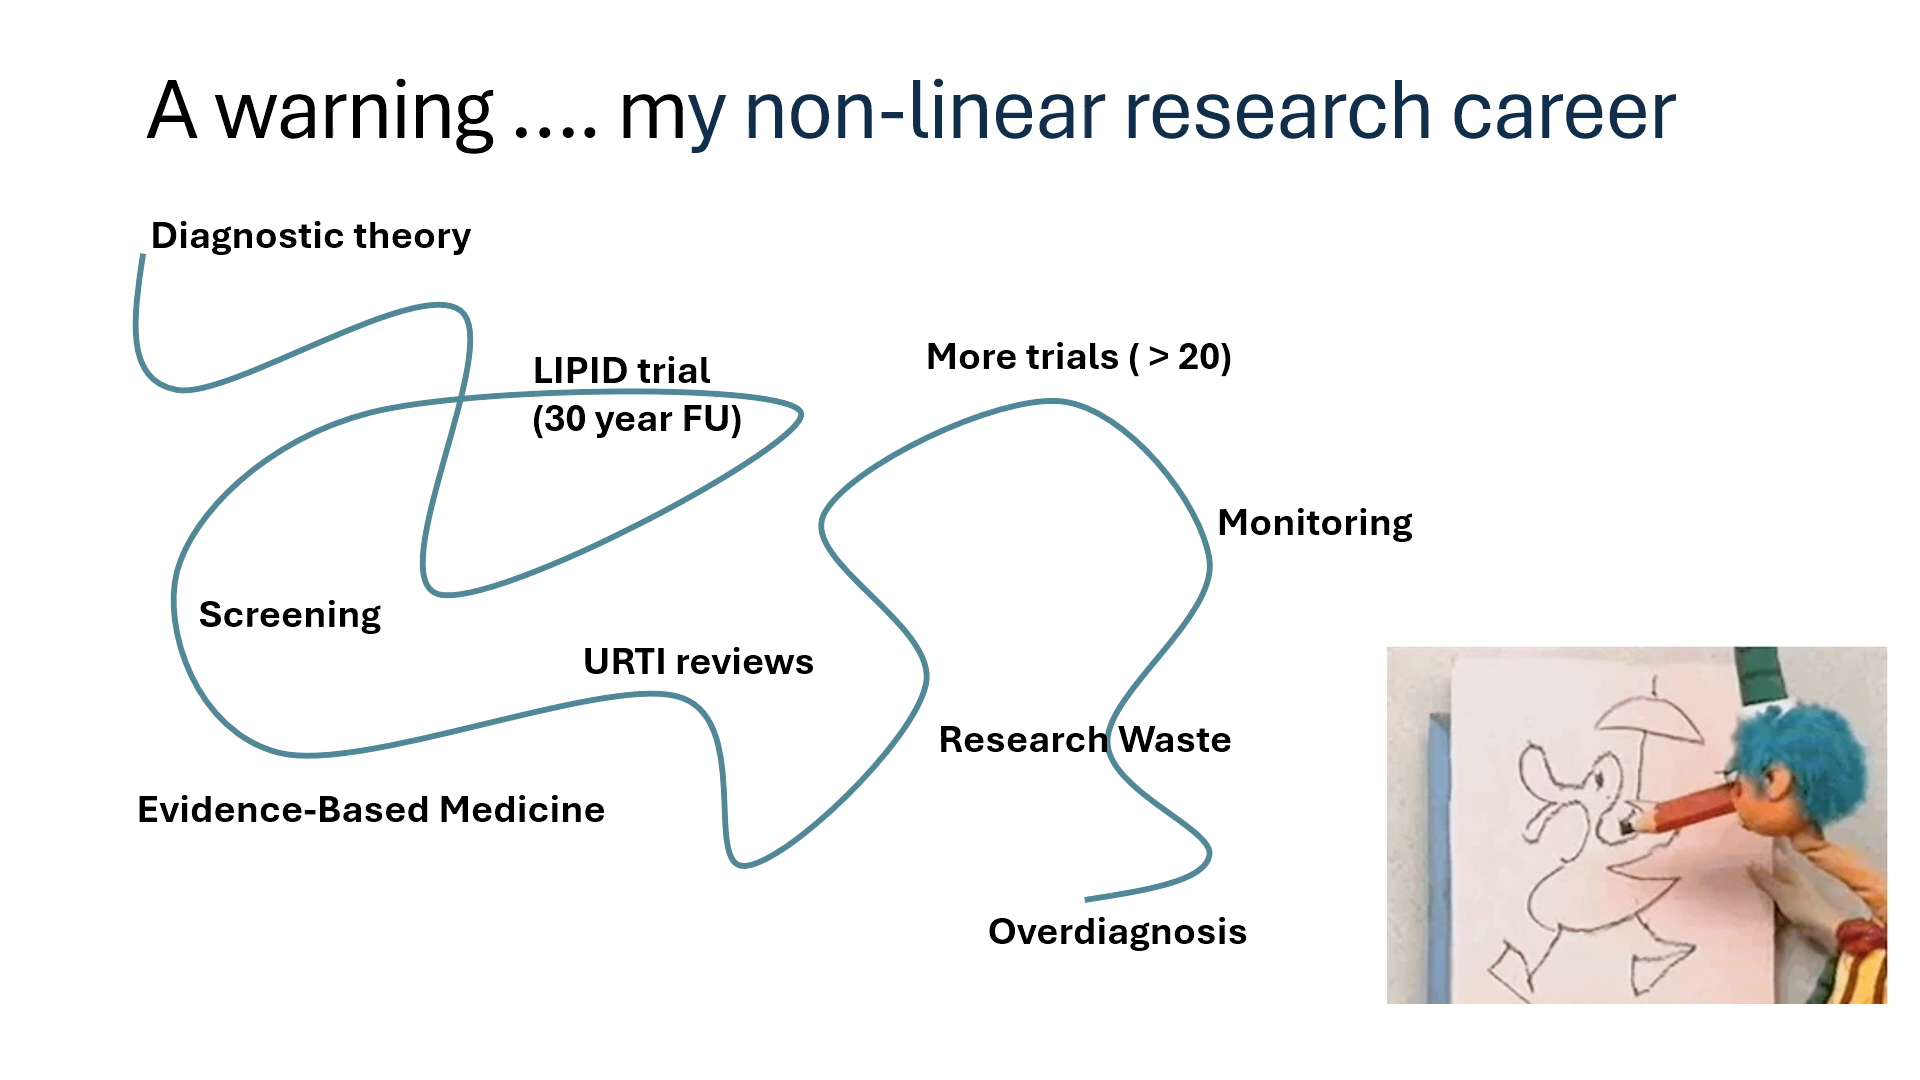 A warning .... my non-linear research career
Diagnostic theory
LIPID trial
(30 year FU)
More trials ( > 20)
Monitoring
Screening
URTI reviews
Research Waste
Evidence-Based Medicine
Overdiagnosis